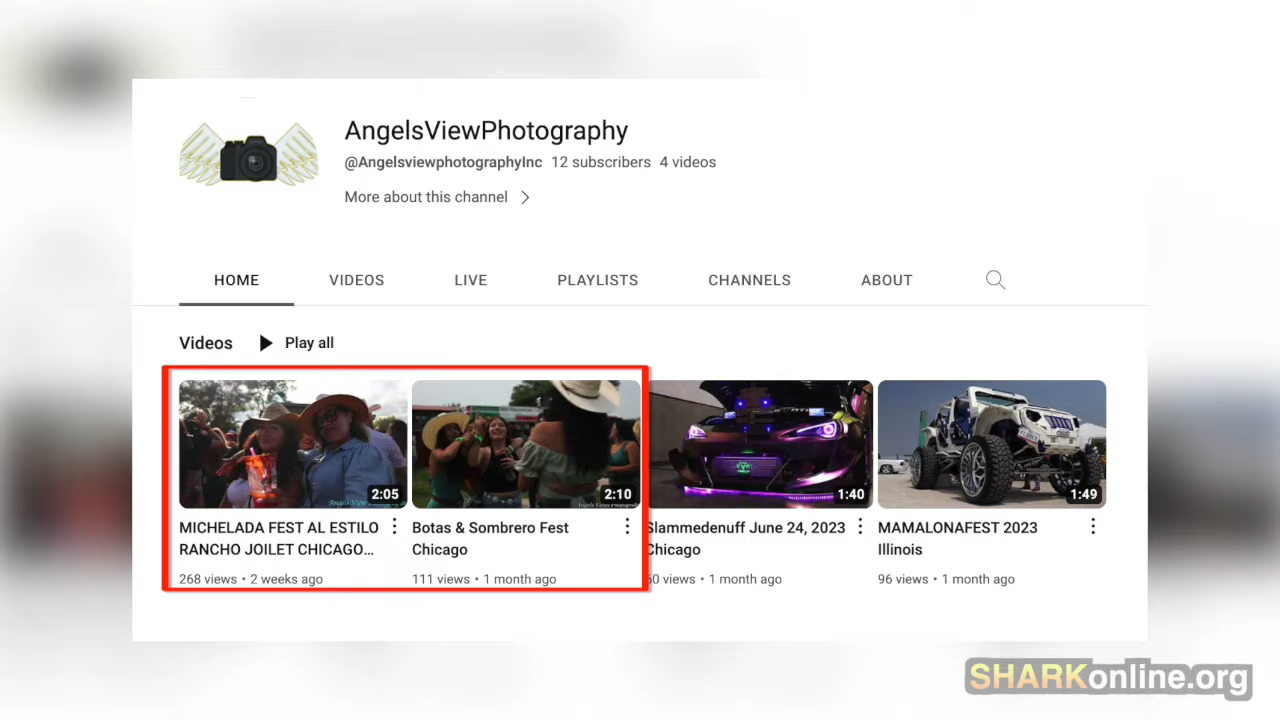 AngelsViewPhotography
@AngelsviewphotographyInc 12 subscribers 4 videos
More about this channel
HOME VIDEOS LIVE PLAYLISTS CHANNELS ABOUT
Videos Play all
2:05 2:10 1:40 1:49
MICHELADA FEST AL ESTILO
RANCHO JOILET CHICAGO...
268 views • 2 weeks ago
Botas & Sombrero Fest
Chicago
111 views • 1 month ago
Slammedenuff June 24, 2023
Chicago
60 views • 1 month ago
MAMALONAFEST 2023
Illinois
96 views • 1 month ago
SHARKonline.org